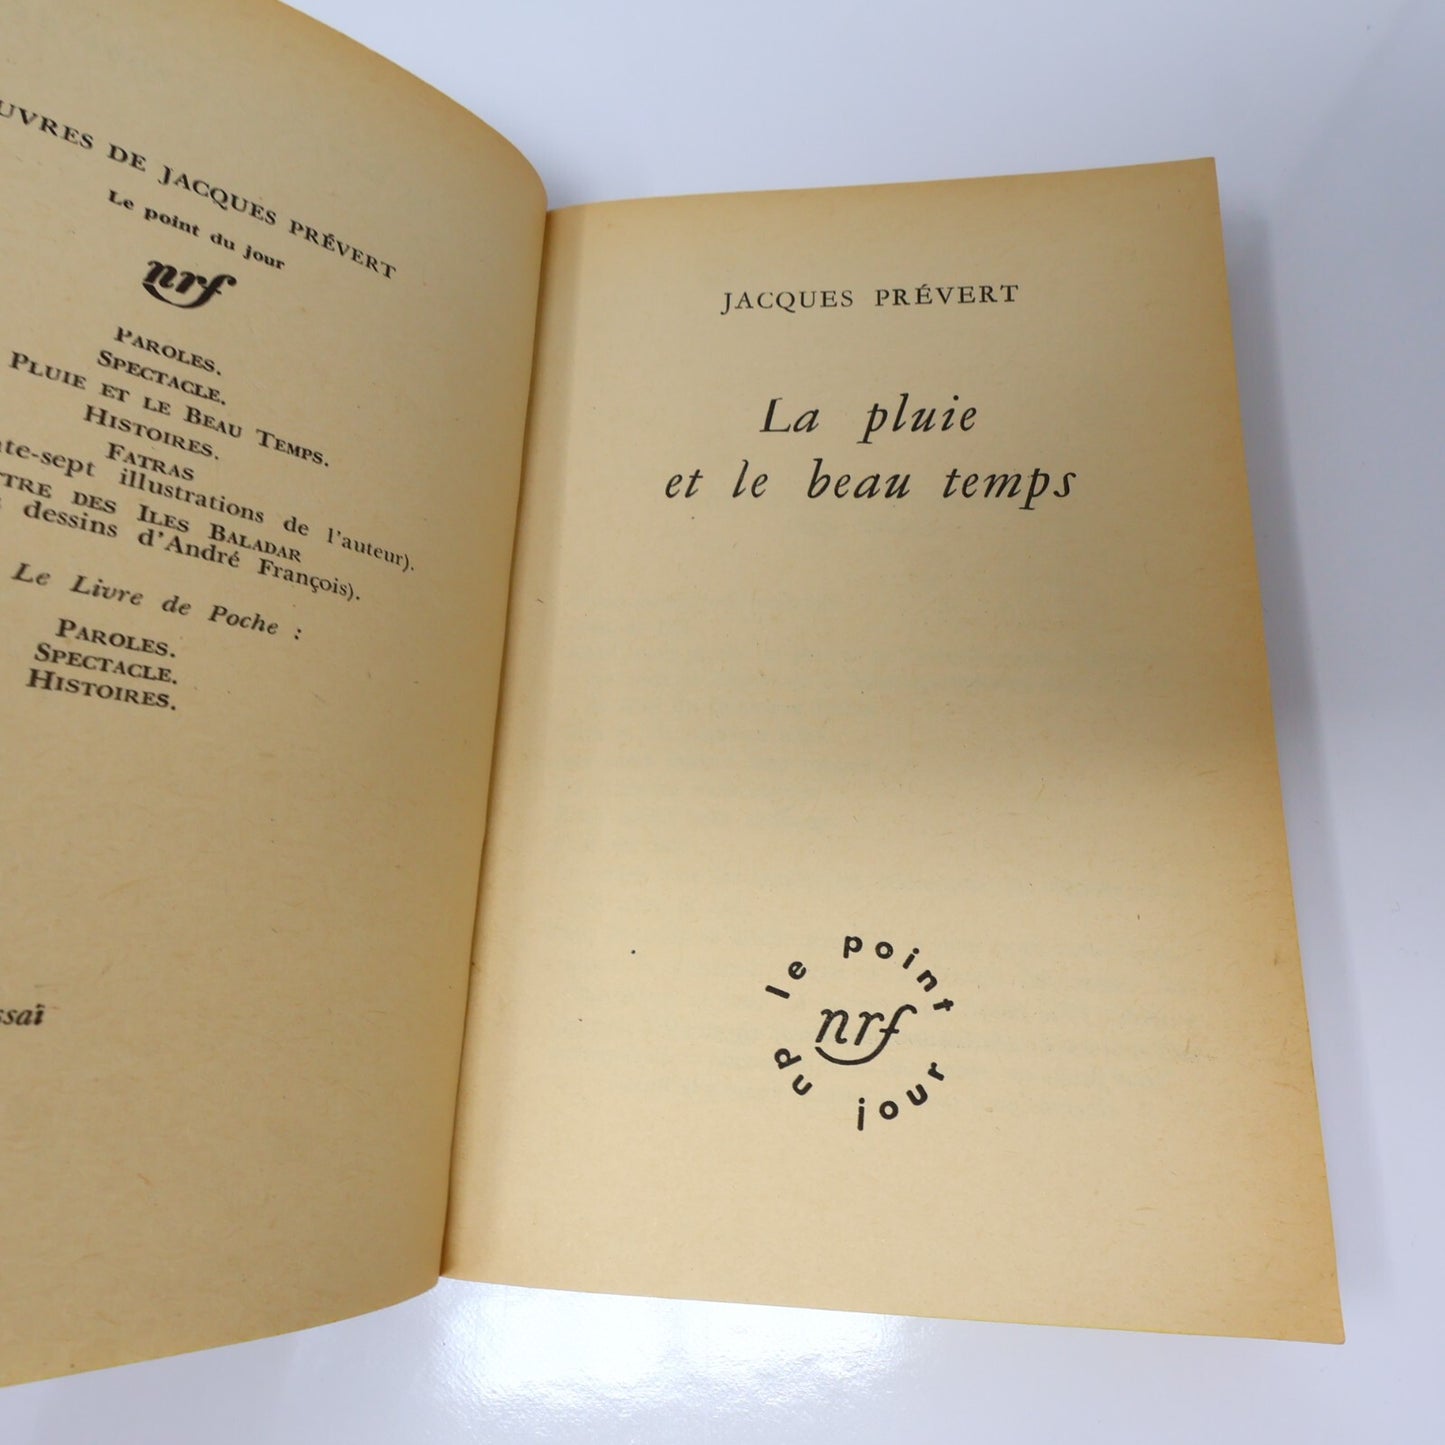 UVRES DE JACQUES PRÉVERT
Le point du jour
nrf
PAROLES.
SPECTACLE.
PLUIE ET LE BEAU TEMPS.
HISTOIRES.
FATRAS
te-sept illustrations de l'auteur).
TRE DES ILES BALADAR
dessins d'André François).
Le Livre de Poche :
PAROLES.
SPECTACLE.
HISTOIRES.
JACQUES PRÉVERT
La pluie
et le beau temps
le point du jour
nrf